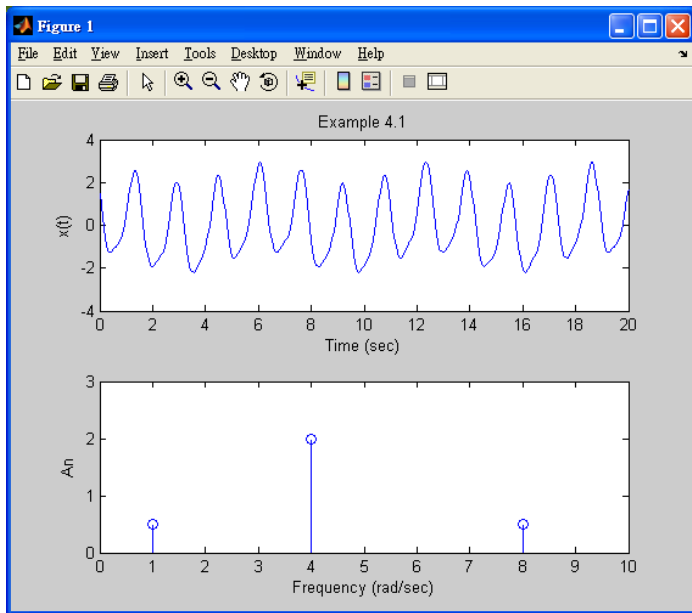 Figure 1
File Edit View Insert Tools Desktop Window Help
Example 4.1
4
2
0
-2
-4
x(t)
0 2 4 6 8 10 12 14 16 18 20
Time (sec)
3
2
1
0
An
0 1 2 3 4 5 6 7 8 9 10
Frequency (rad/sec)